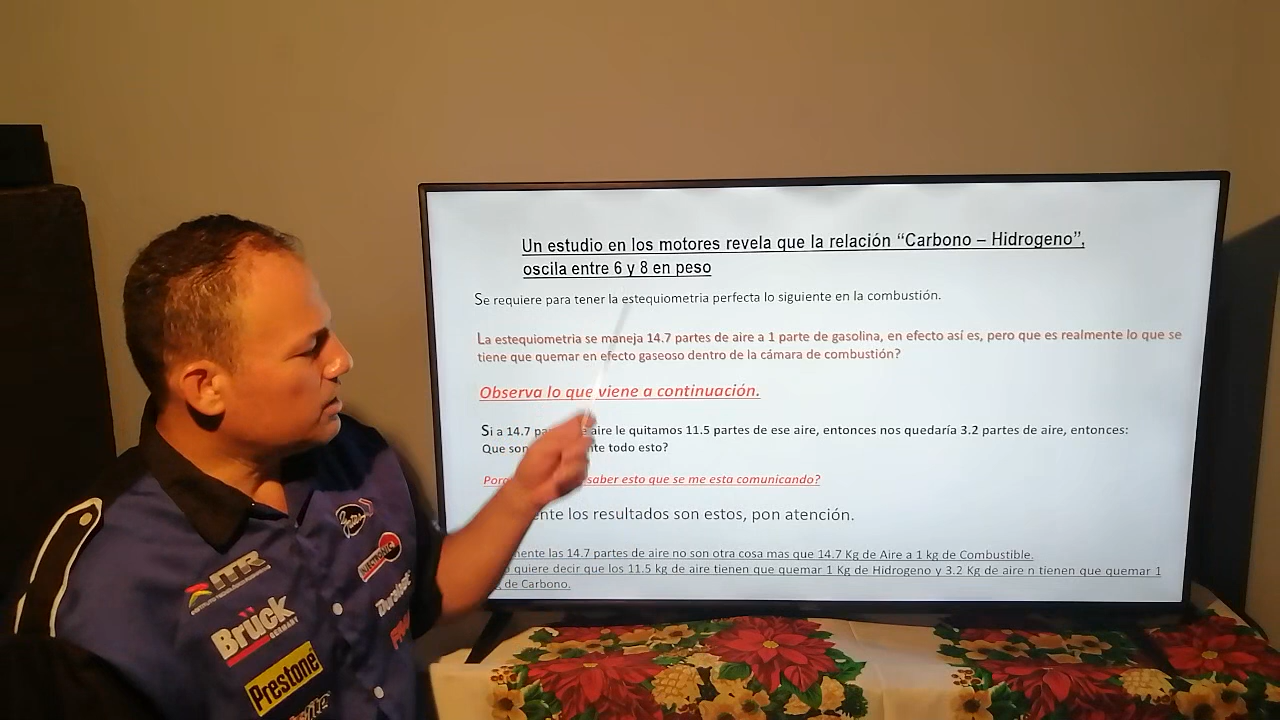 Un estudio en los motores revela que la relación “Carbono – Hidrogeno”,
oscila entre 6 y 8 en peso
Se requiere para tener la estequiometria perfecta lo siguiente en la combustión.
La estequiometria se maneja 14.7 partes de aire a 1 parte de gasolina, en efecto así es, pero que es realmente lo que se
tiene que quemar en efecto gaseoso dentro de la cámara de combustión?
Observa lo que viene a continuación.
Si a 14.7 aire le quitamos 11.5 partes de ese aire, entonces nos quedaría 3.2 partes de aire, entonces:
Que todo esto?
saber esto que se me esta comunicando?
los resultados son estos, pon atención.
las 14.7 partes de aire no son otra cosa mas que 14.7 Kg de Aire a 1 kg de Combustible.
quiere decir que los 11.5 kg de aire tienen que quemar 1 Kg de Hidrogeno y 3.2 Kg de aire n tienen que quemar 1
de Carbono.
ITR
Brück
GERMANY
Prestone